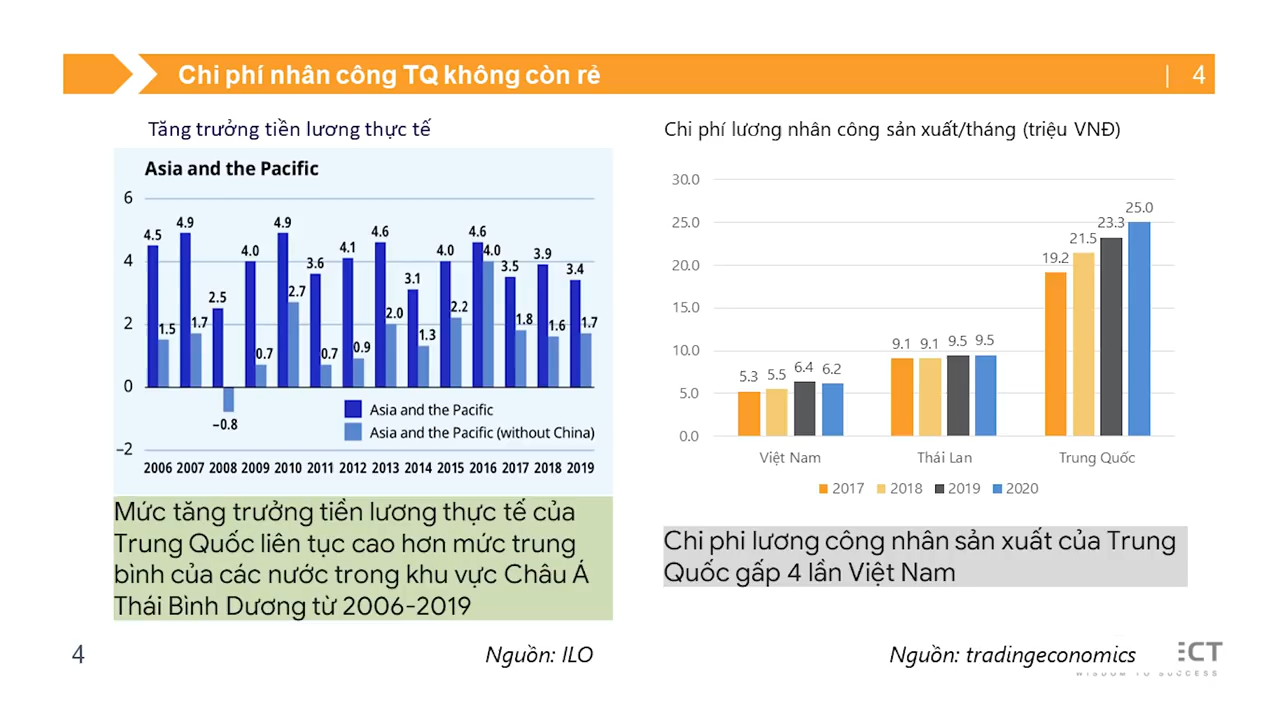 Chi phí nhân công TQ không còn rẻ
| 4
Tăng trưởng tiền lương thực tế
Asia and the Pacific
6
4
2
0
−2
4.5
1.5
4.9
1.7
2.5
−0.8
4.0
0.7
4.9
2.7
3.6
0.7
4.1
0.9
4.6
2.0
3.1
1.3
4.0
2.2
4.6
4.0
3.5
1.8
3.9
1.6
3.4
1.7
Asia and the Pacific
Asia and the Pacific (without China)
2006 2007 2008 2009 2010 2011 2012 2013 2014 2015 2016 2017 2018 2019
Mức tăng trưởng tiền lương thực tế của
Trung Quốc liên tục cao hơn mức trung
bình của các nước trong khu vực Châu Á
Thái Bình Dương từ 2006-2019
Nguồn: ILO
Chi phí lương nhân công sản xuất/tháng (triệu VNĐ)
30.0
25.0
20.0
15.0
10.0
5.0
0.0
5.3 5.5 6.4 6.2
9.1 9.1 9.5 9.5
19.2 21.5 23.3 25.0
Việt Nam Thái Lan Trung Quốc
2017 2018 2019 2020
Chi phi lương công nhân sản xuất của Trung
Quốc gấp 4 lần Việt Nam
Nguồn: tradingeconomics
4
ECT
WISDOM TO SUCCESS